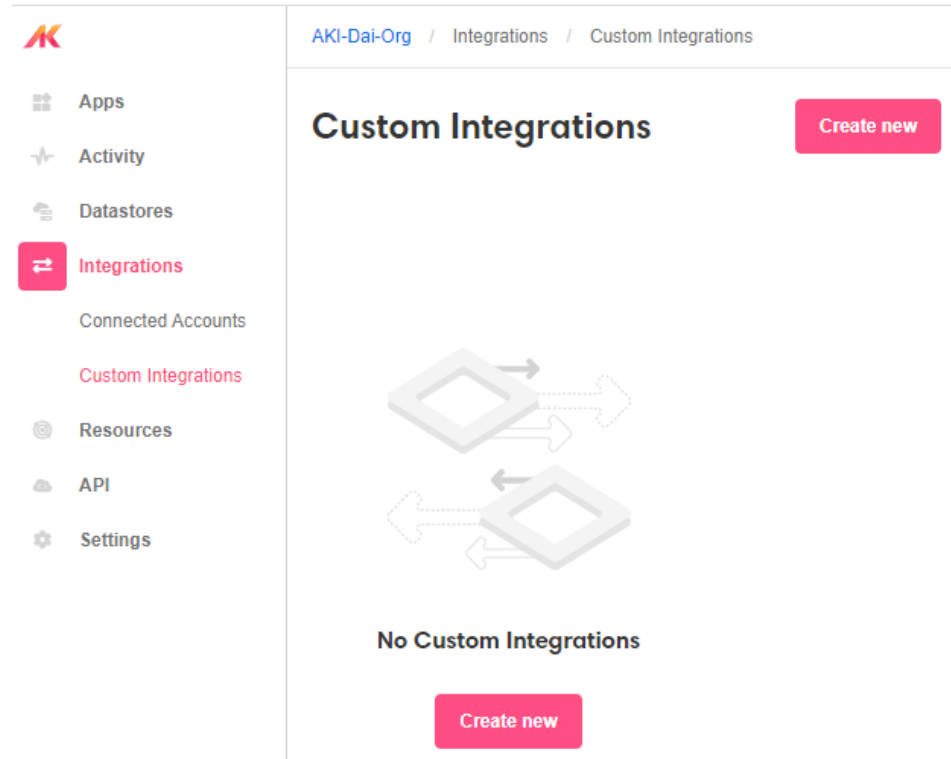 AK
AKI-Dai-Org / Integrations / Custom Integrations
Apps
Activity
Datastores
Integrations
Connected Accounts
Custom Integrations
Resources
API
Settings
Custom Integrations
Create new
No Custom Integrations
Create new